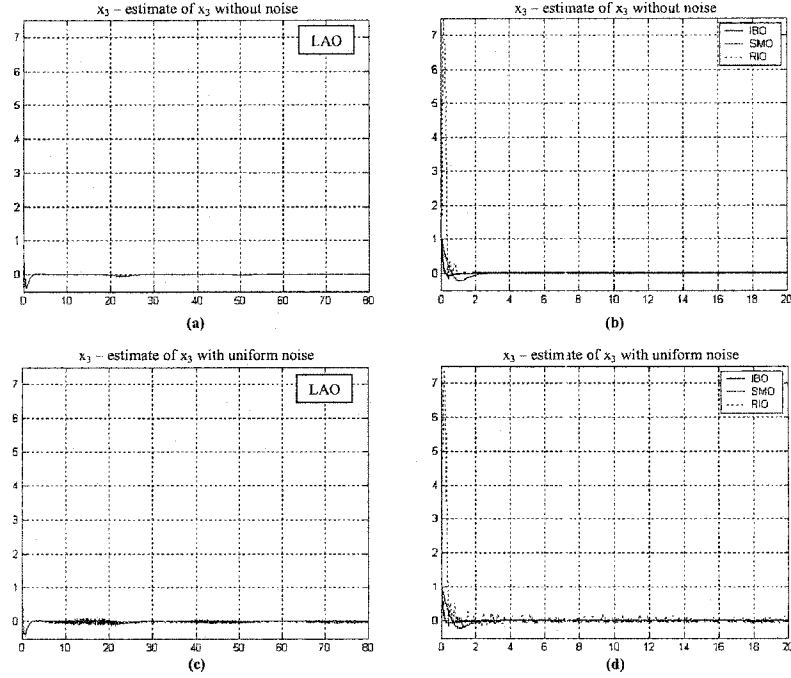 x₃ – estimate of x₃ without noise
LAO
7
6
5
4
3
2
1
0
0 10 20 30 40 50 60 70 80
(a)
x₃ – estimate of x₃ without noise
IBO
SMO
RIO
7
6
5
4
3
2
1
0
0 2 4 6 8 10 12 14 16 18 20
(b)
x₃ – estimate of x₃ with uniform noise
LAO
7
6
5
4
3
2
1
0
0 10 20 30 40 50 60 70 80
(c)
x₃ – estimate of x₃ with uniform noise
IBO
SMO
RIO
7
6
5
4
3
2
1
0
0 2 4 6 8 10 12 14 16 18 20
(d)